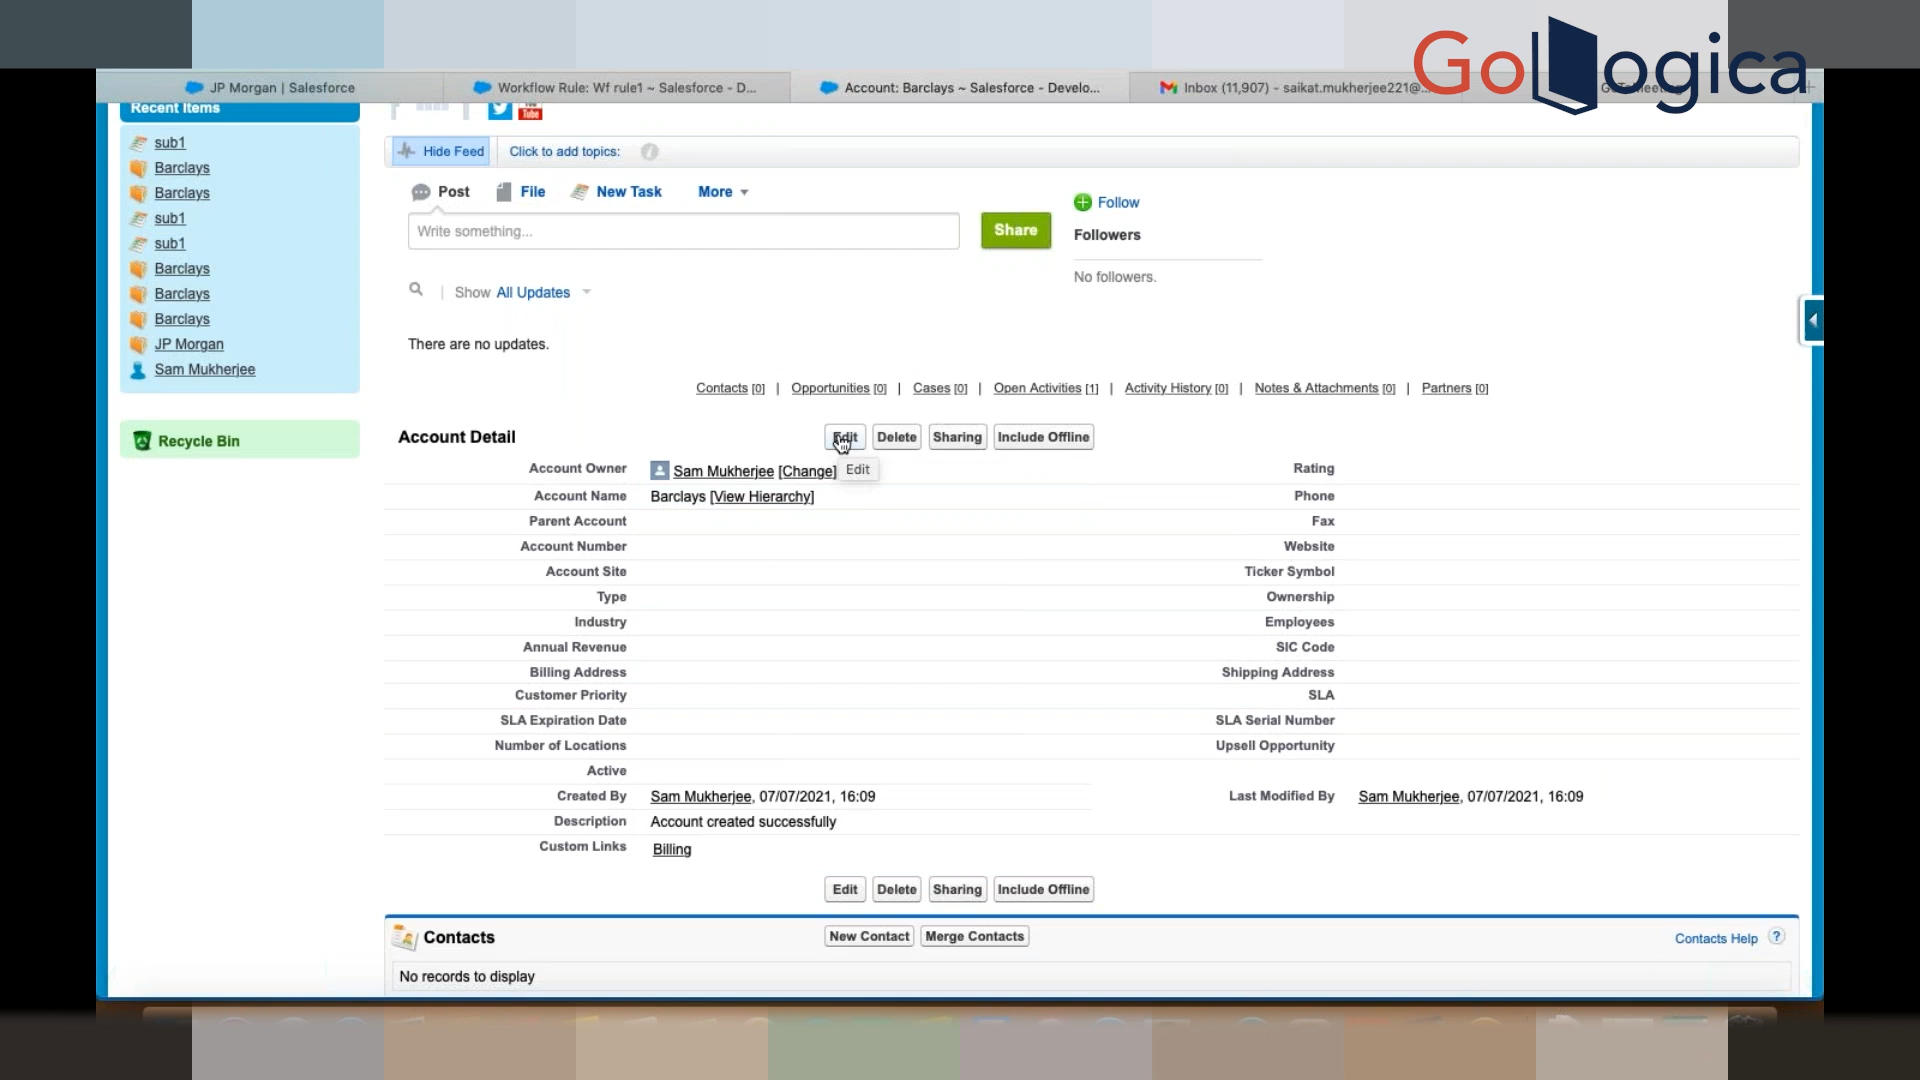 GoLogica
JP Morgan | Salesforce
Workflow Rule: Wf rule1 ~ Salesforce - D...
Account: Barclays ~ Salesforce - Develo...
Inbox (11,907) - saikat.mukherjee221@...
Recent Items
sub1
Barclays
Barclays
sub1
sub1
Barclays
Barclays
Barclays
JP Morgan
Sam Mukherjee
Recycle Bin
You
Tube
Hide Feed
Click to add topics:
Post
File
New Task
More
Write something...
Share
Follow
Followers
No followers.
Show All Updates
There are no updates.
Contacts [0] | Opportunities [0] | Cases [0] | Open Activities [1] | Activity History [0] | Notes & Attachments [0] | Partners [0]
Account Detail
Edit Delete Sharing Include Offline
Edit
Account Owner Sam Mukherjee [Change] Rating
Account Name Barclays [View Hierarchy] Phone
Parent Account Fax
Account Number Website
Account Site Ticker Symbol
Type Ownership
Industry Employees
Annual Revenue SIC Code
Billing Address Shipping Address
Customer Priority SLA
SLA Expiration Date SLA Serial Number
Number of Locations Upsell Opportunity
Active
Created By Sam Mukherjee, 07/07/2021, 16:09 Last Modified By Sam Mukherjee, 07/07/2021, 16:09
Description Account created successfully
Custom Links Billing
Edit Delete Sharing Include Offline
Contacts New Contact Merge Contacts Contacts Help ?
No records to display